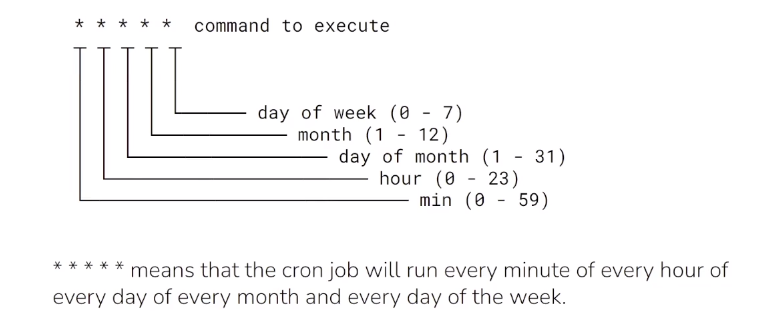 * * * * * command to execute
day of week (0 - 7)
month (1 - 12)
day of month (1 - 31)
hour (0 - 23)
min (0 - 59)
* * * * * means that the cron job will run every minute of every hour of
every day of every month and every day of the week.